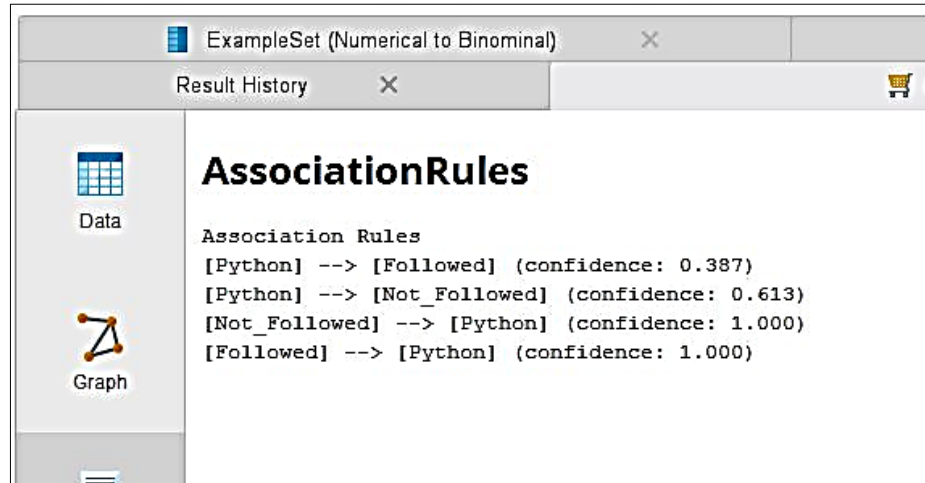 ExampleSet (Numerical to Binominal)
Result History
AssociationRules
Data
Association Rules
[Python] --> [Followed] (confidence: 0.387)
[Python] --> [Not_Followed] (confidence: 0.613)
[Not_Followed] --> [Python] (confidence: 1.000)
[Followed] --> [Python] (confidence: 1.000)
Graph